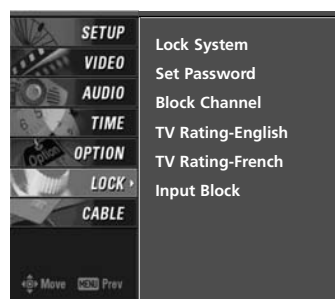 SETUP
VIDEO
AUDIO
TIME
OPTION
LOCK
CABLE
Move MENU Prev
Lock System
Set Password
Block Channel
TV Rating-English
TV Rating-French
Input Block